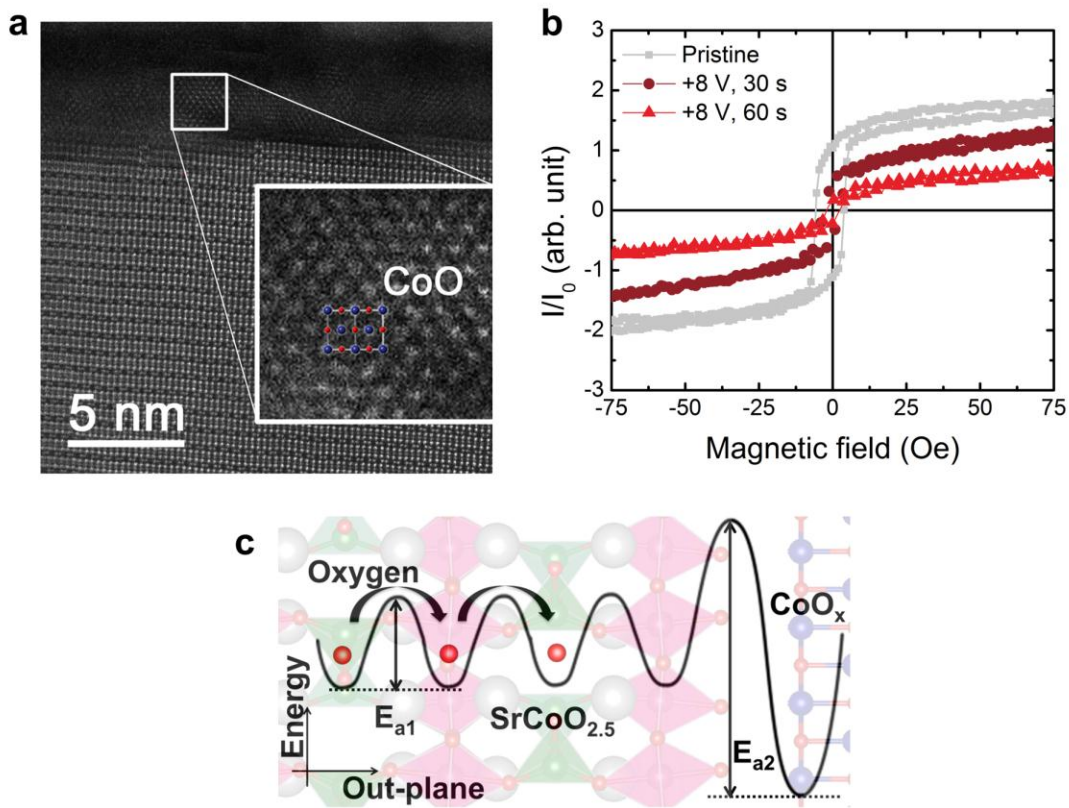 a
CoO
5 nm
b
Pristine
+8 V, 30 s
+8 V, 60 s
3
2
1
0
-1
-2
-3
I/I₀ (arb. unit)
-75 -50 -25 0 25 50 75
Magnetic field (Oe)
c
Oxygen
CoOₓ
Eₐ₁
SrCoO₂.₅
Eₐ₂
Energy
Out-plane